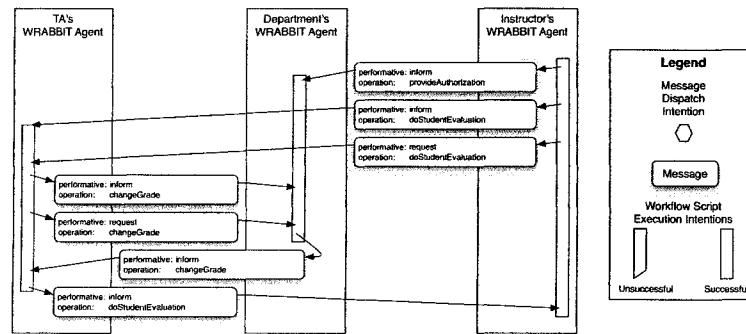 TA's
WRABBIT Agent
Department's
WRABBIT Agent
Instructor's
WRABBIT Agent
performative: inform
operation: provideAuthorization
performative: inform
operation: doStudentEvaluation
performative: request
operation: doStudentEvaluation
performative: inform
operation: changeGrade
performative: request
operation: changeGrade
performative: inform
operation: changeGrade
performative: inform
operation: doStudentEvaluation
Legend
Message
Dispatch
Intention
Message
Workflow Script
Execution Intentions
Unsuccessful
Successful